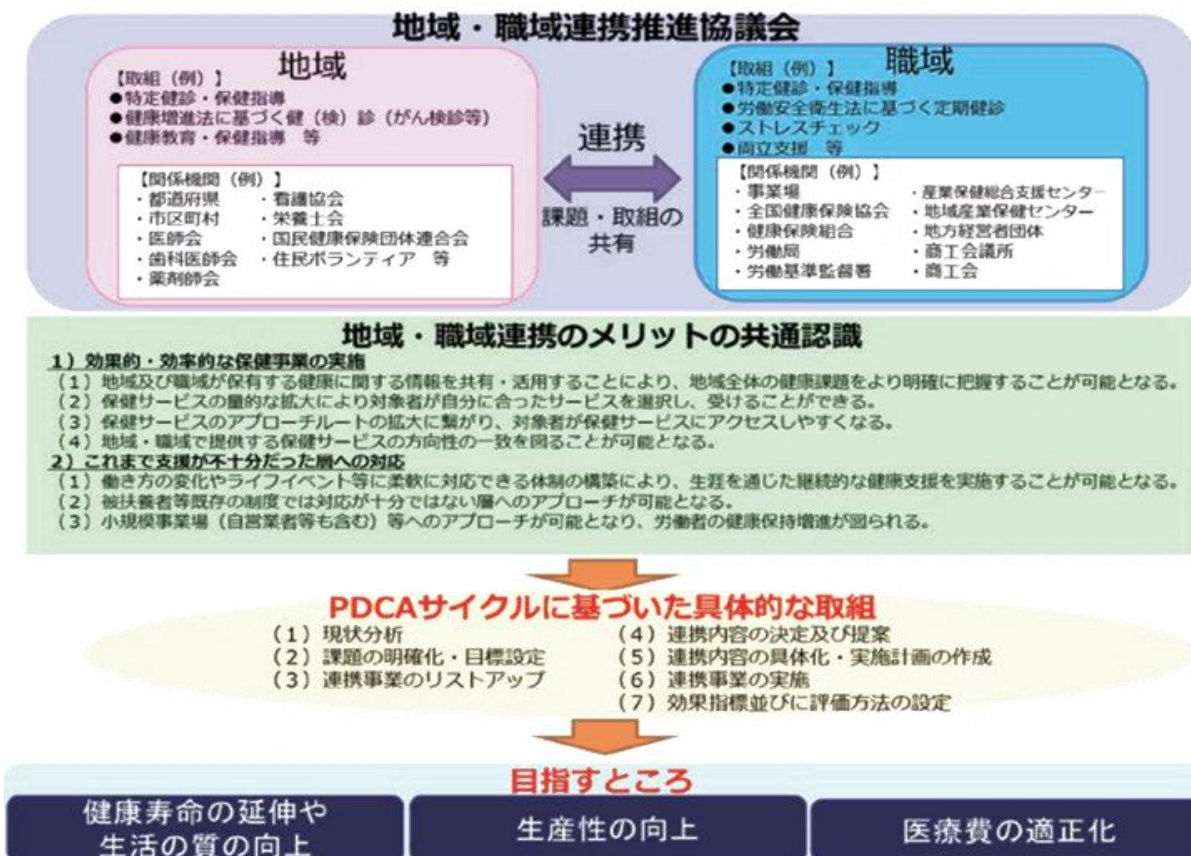 地域・職域連携推進協議会
地域
【取組（例）】
●特定健診・保健指導
●健康増進法に基づく健（検）診（がん検診等）
●健康教育・保健指導　等
【関係機関（例）】
・都道府県　・看護協会
・市区町村　・栄養士会
・医師会　・国民健康保険団体連合会
・歯科医師会　・住民ボランティア　等
・薬剤師会
連携
課題・取組の
共有
職域
【取組（例）】
●特定健診・保健指導
●労働安全衛生法に基づく定期健診
●ストレスチェック
●両立支援　等
【関係機関（例）】
・事業場　・産業保健総合支援センター
・全国健康保険協会　・地域産業保健センター
・健康保険組合　・地方経営者団体
・労働局　・商工会議所
・労働基準監督署　・商工会
地域・職域連携のメリットの共通認識
１）効果的・効率的な保健事業の実施
（１）地域及び職域が保有する健康に関する情報を共有・活用することにより、地域全体の健康課題をより明確に把握することが可能となる。
（２）保健サービスの量的な拡大により対象者が自分に合ったサービスを選択し、受けることができる。
（３）保健サービスのアプローチルートの拡大に繋がり、対象者が保健サービスにアクセスしやすくなる。
（４）地域・職域で提供する保健サービスの方向性の一致を図ることが可能となる。
２）これまで支援が不十分だった層への対応
（１）働き方の変化やライフイベント等に柔軟に対応できる体制の構築により、生涯を通じた継続的な健康支援を実施することが可能となる。
（２）被扶養者等既存の制度では対応が十分ではない層へのアプローチが可能となる。
（３）小規模事業場（自営業者等も含む）等へのアプローチが可能となり、労働者の健康保持増進が図られる。
PDCAサイクルに基づいた具体的な取組
（１）現状分析
（２）課題の明確化・目標設定
（３）連携事業のリストアップ
（４）連携内容の決定及び提案
（５）連携内容の具体化・実施計画の作成
（６）連携事業の実施
（７）効果指標並びに評価方法の設定
目指すところ
健康寿命の延伸や
生活の質の向上
生産性の向上
医療費の適正化